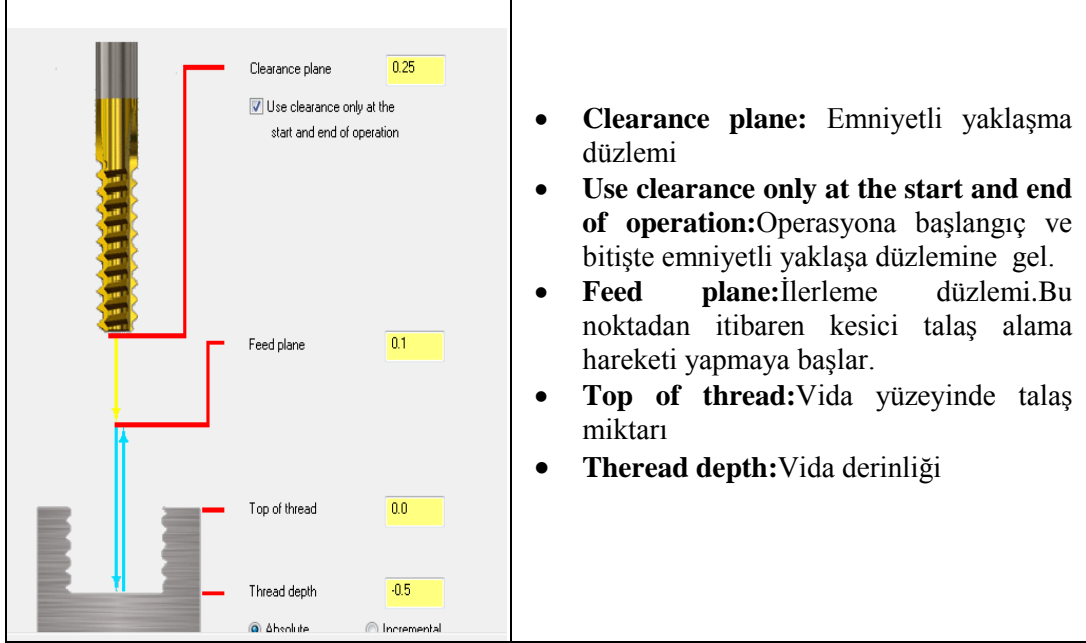 Clearance plane 0.25
Use clearance only at the
start and end of operation
Feed plane 0.1
Top of thread 0.0
Thread depth -0.5
Absolute Incremental
• Clearance plane: Emniyetli yaklaşma
düzlemi
• Use clearance only at the start and end
of operation:Operasyona başlangıç ve
bitişte emniyetli yaklaşa düzlemine gel.
• Feed plane:İlerleme düzlemi.Bu
noktadan itibaren kesici talaş alama
hareketi yapmaya başlar.
• Top of thread:Vida yüzeyinde talaş
miktarı
• Theread depth:Vida derinliği